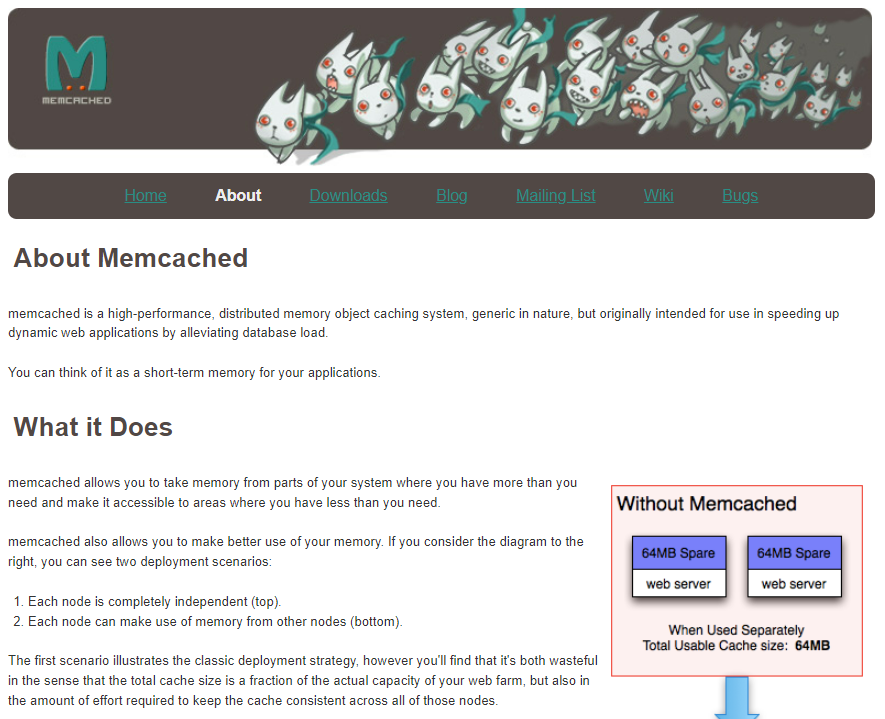 MEMCACHED
Home About Downloads Blog Mailing List Wiki Bugs
About Memcached
memcached is a high-performance, distributed memory object caching system, generic in nature, but originally intended for use in speeding up
dynamic web applications by alleviating database load.
You can think of it as a short-term memory for your applications.
What it Does
memcached allows you to take memory from parts of your system where you have more than you
need and make it accessible to areas where you have less than you need.
memcached also allows you to make better use of your memory. If you consider the diagram to the
right, you can see two deployment scenarios:
1. Each node is completely independent (top).
2. Each node can make use of memory from other nodes (bottom).
The first scenario illustrates the classic deployment strategy, however you'll find that it's both wasteful
in the sense that the total cache size is a fraction of the actual capacity of your web farm, but also in
the amount of effort required to keep the cache consistent across all of those nodes.
Without Memcached
64MB Spare 64MB Spare
web server web server
When Used Separately
Total Usable Cache size: 64MB